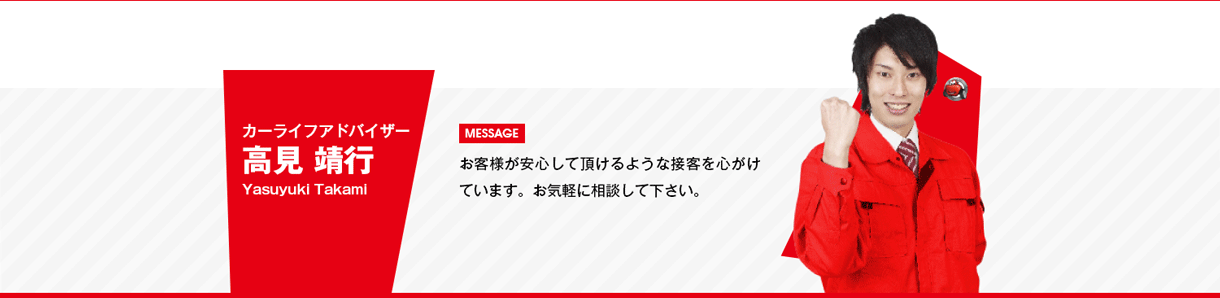 カーライフアドバイザー
高見 靖行
Yasuyuki Takami
MESSAGE
お客様が安心して頂けるような接客を心がけ
ています。お気軽に相談して下さい。